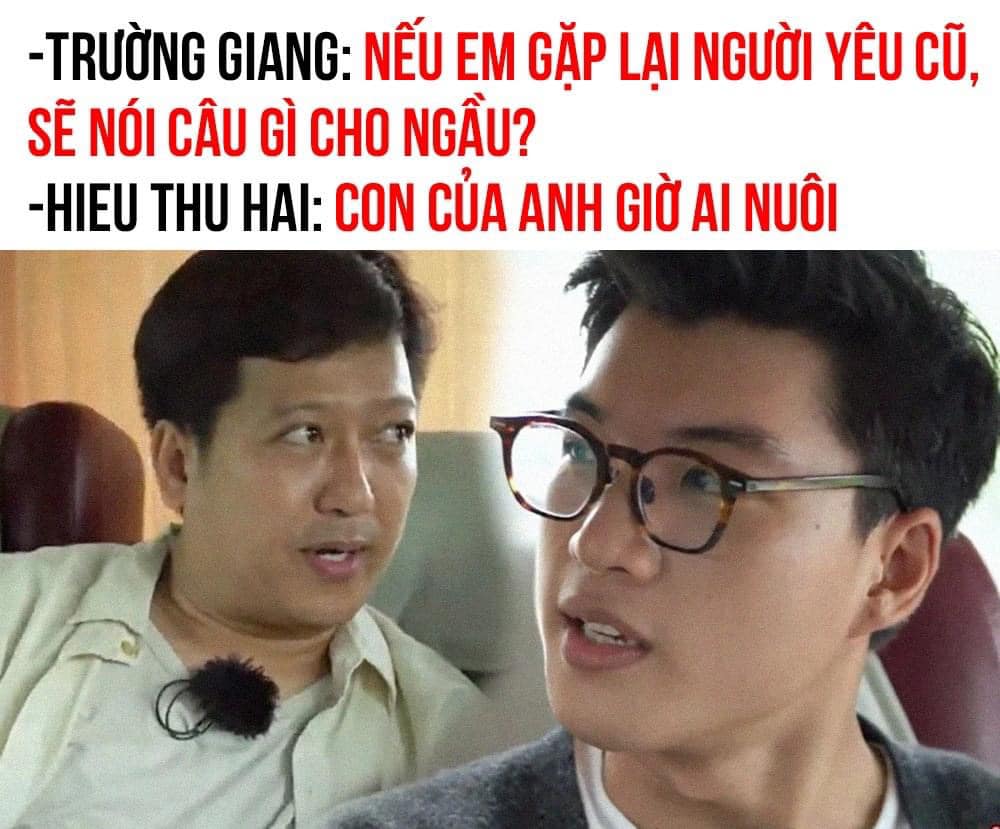 -TRƯỜNG GIANG: NẾU EM GẶP LẠI NGƯỜI YÊU CŨ,
SẼ NÓI CÂU GÌ CHO NGẦU?
-HIEU THU HAI: CON CỦA ANH GIỜ AI NUÔI